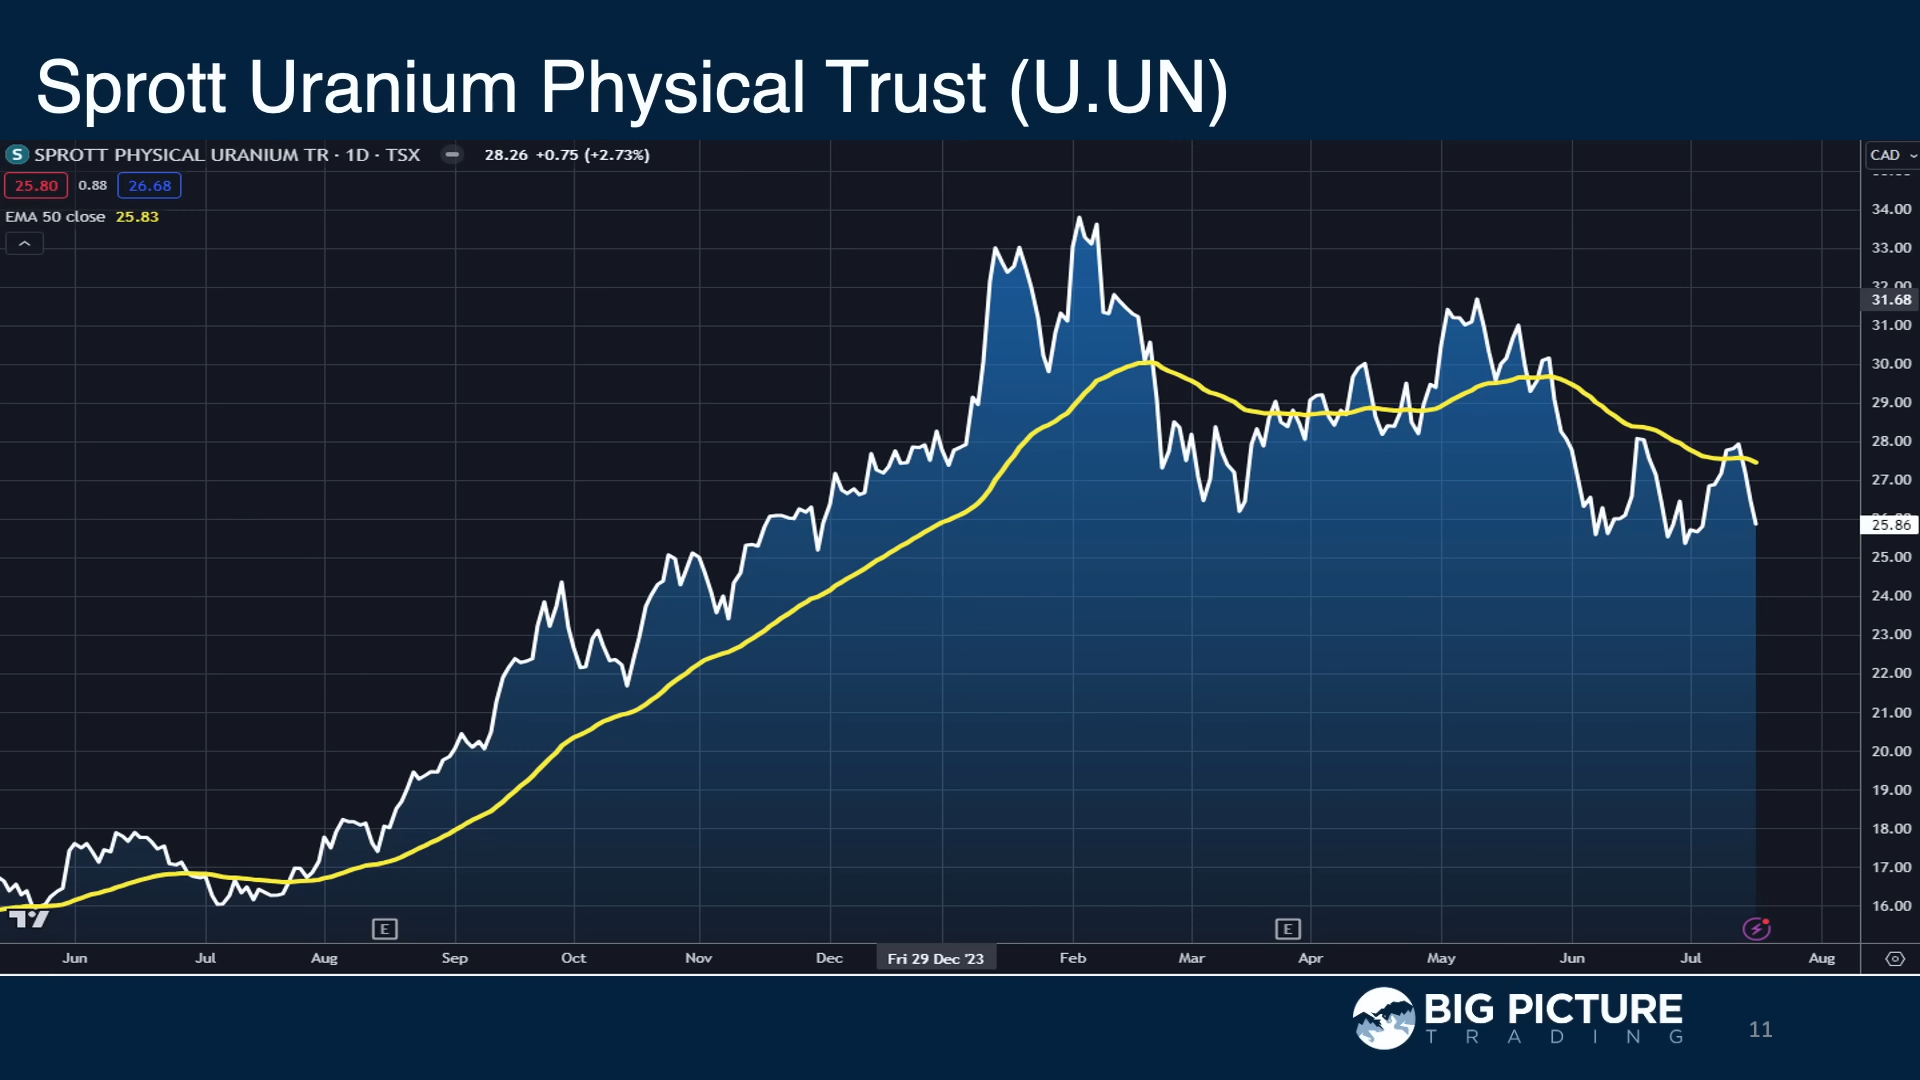 Sprott Uranium Physical Trust (U.UN)
S SPROTT PHYSICAL URANIUM TR · 1D · TSX 28.26 +0.75 (+2.73%)
CAD
25.80 0.88 26.68
EMA 50 close 25.83
34.00
33.00
32.00
31.68
31.00
30.00
29.00
28.00
27.00
25.86
25.00
24.00
23.00
22.00
21.00
20.00
19.00
18.00
17.00
16.00
E E
Jun Jul Aug Sep Oct Nov Dec Fri 29 Dec '23 Feb Mar Apr May Jun Jul Aug
BIG PICTURE
TRADING
11